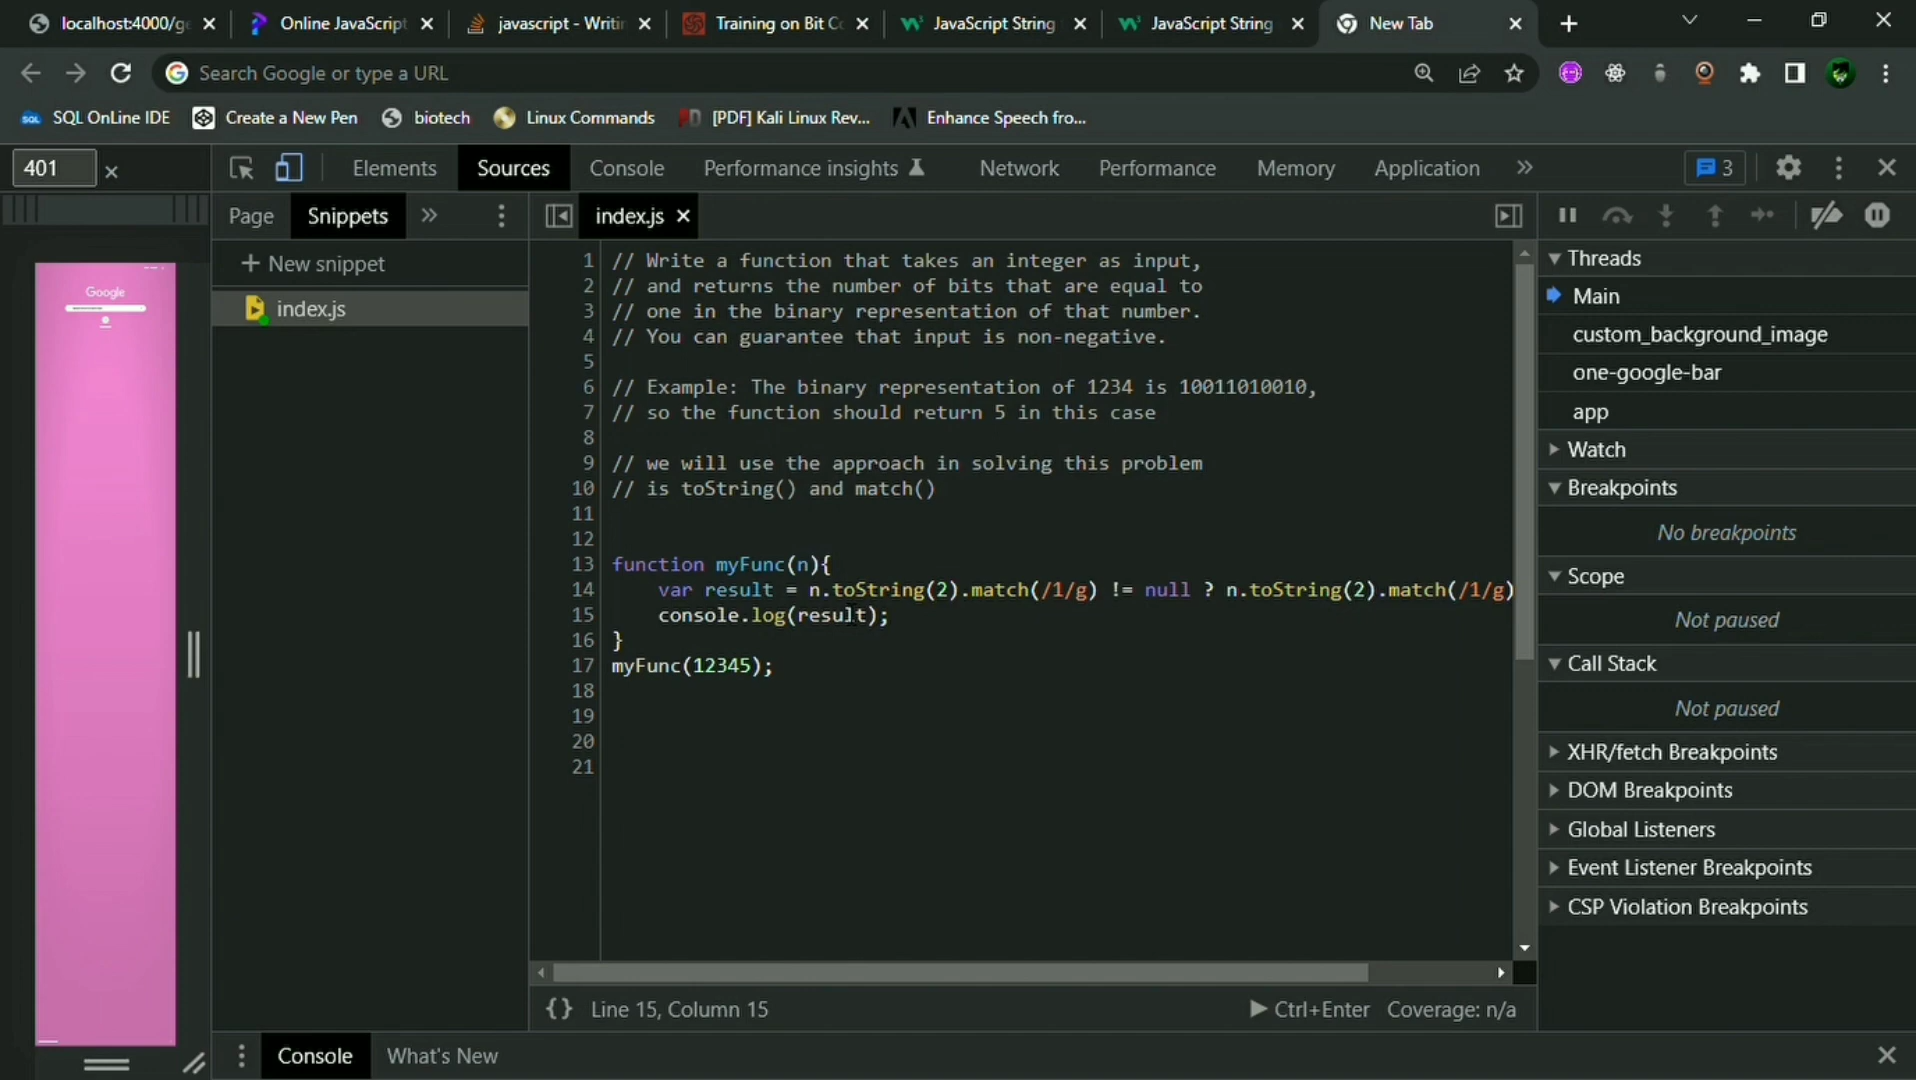 localhost:4000/ge
Online JavaScript
javascript - Writin
Training on Bit Co
JavaScript String
JavaScript String
New Tab
Search Google or type a URL
SQL OnLine IDE
Create a New Pen
biotech
Linux Commands
[PDF] Kali Linux Rev...
Enhance Speech fro...
401
Elements
Sources
Console
Performance insights
Network
Performance
Memory
Application
3
Page
Snippets
index.js
+ New snippet
index.js
Google
1 // Write a function that takes an integer as input,
2 // and returns the number of bits that are equal to
3 // one in the binary representation of that number.
4 // You can guarantee that input is non-negative.
5
6 // Example: The binary representation of 1234 is 10011010010,
7 // so the function should return 5 in this case
8
9 // we will use the approach in solving this problem
10 // is toString() and match()
11
12
13 function myFunc(n){
14 var result = n.toString(2).match(/1/g) != null ? n.toString(2).match(/1/g)
15 console.log(result);
16 }
17 myFunc(12345);
18
19
20
21
Threads
Main
custom_background_image
one-google-bar
app
Watch
Breakpoints
No breakpoints
Scope
Not paused
Call Stack
Not paused
XHR/fetch Breakpoints
DOM Breakpoints
Global Listeners
Event Listener Breakpoints
CSP Violation Breakpoints
{} Line 15, Column 15
Ctrl+Enter
Coverage: n/a
Console
What's New